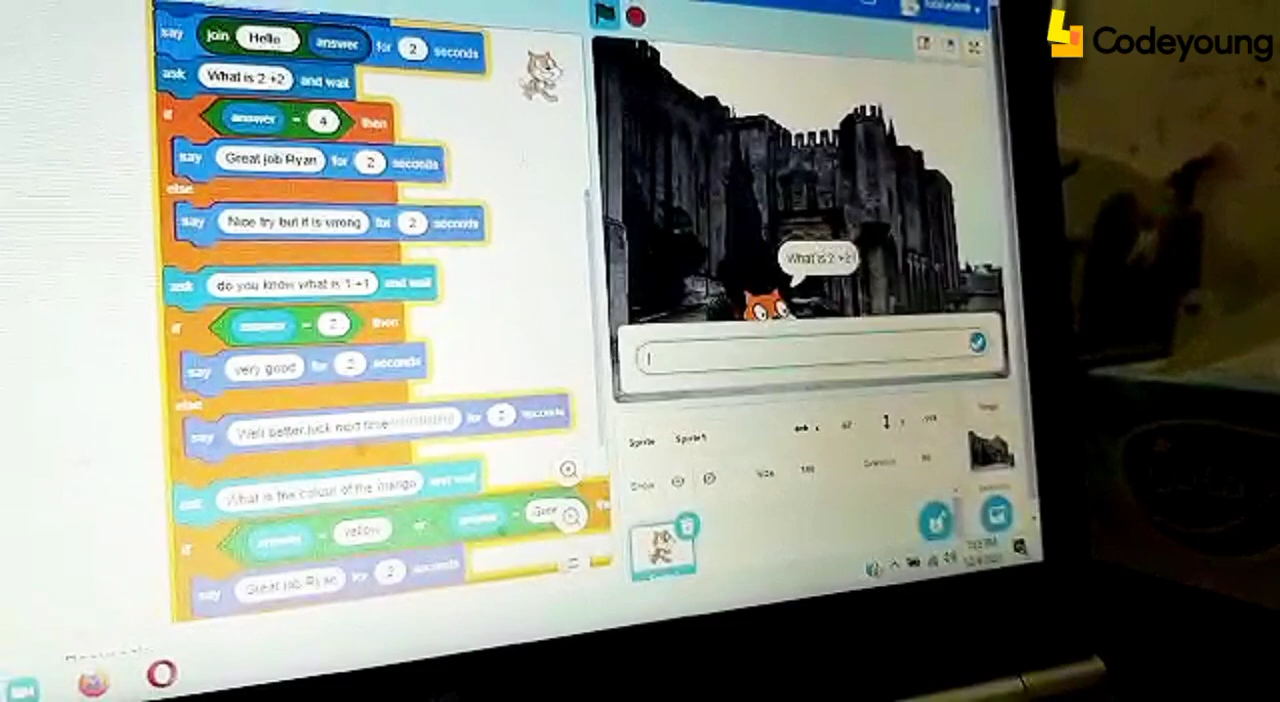 say join Hello answer for 2 seconds
ask What is 2 +2 and wait
if answer = 4 then
say Great job Ryan for 2 seconds
else
say Nice try but it is wrong for 2 seconds
ask do you know what is 1 +1 and wait
if answer = 2 then
say very good for 2 seconds
else
say Well better luck next time for 2 seconds
ask What is the colour of the mango and wait
if answer = yellow or answer =
say Great job Ryan for 2 seconds
Codeyoung
What is 2 +2
Sprite Sprite1
Show Size 100 Direction 90